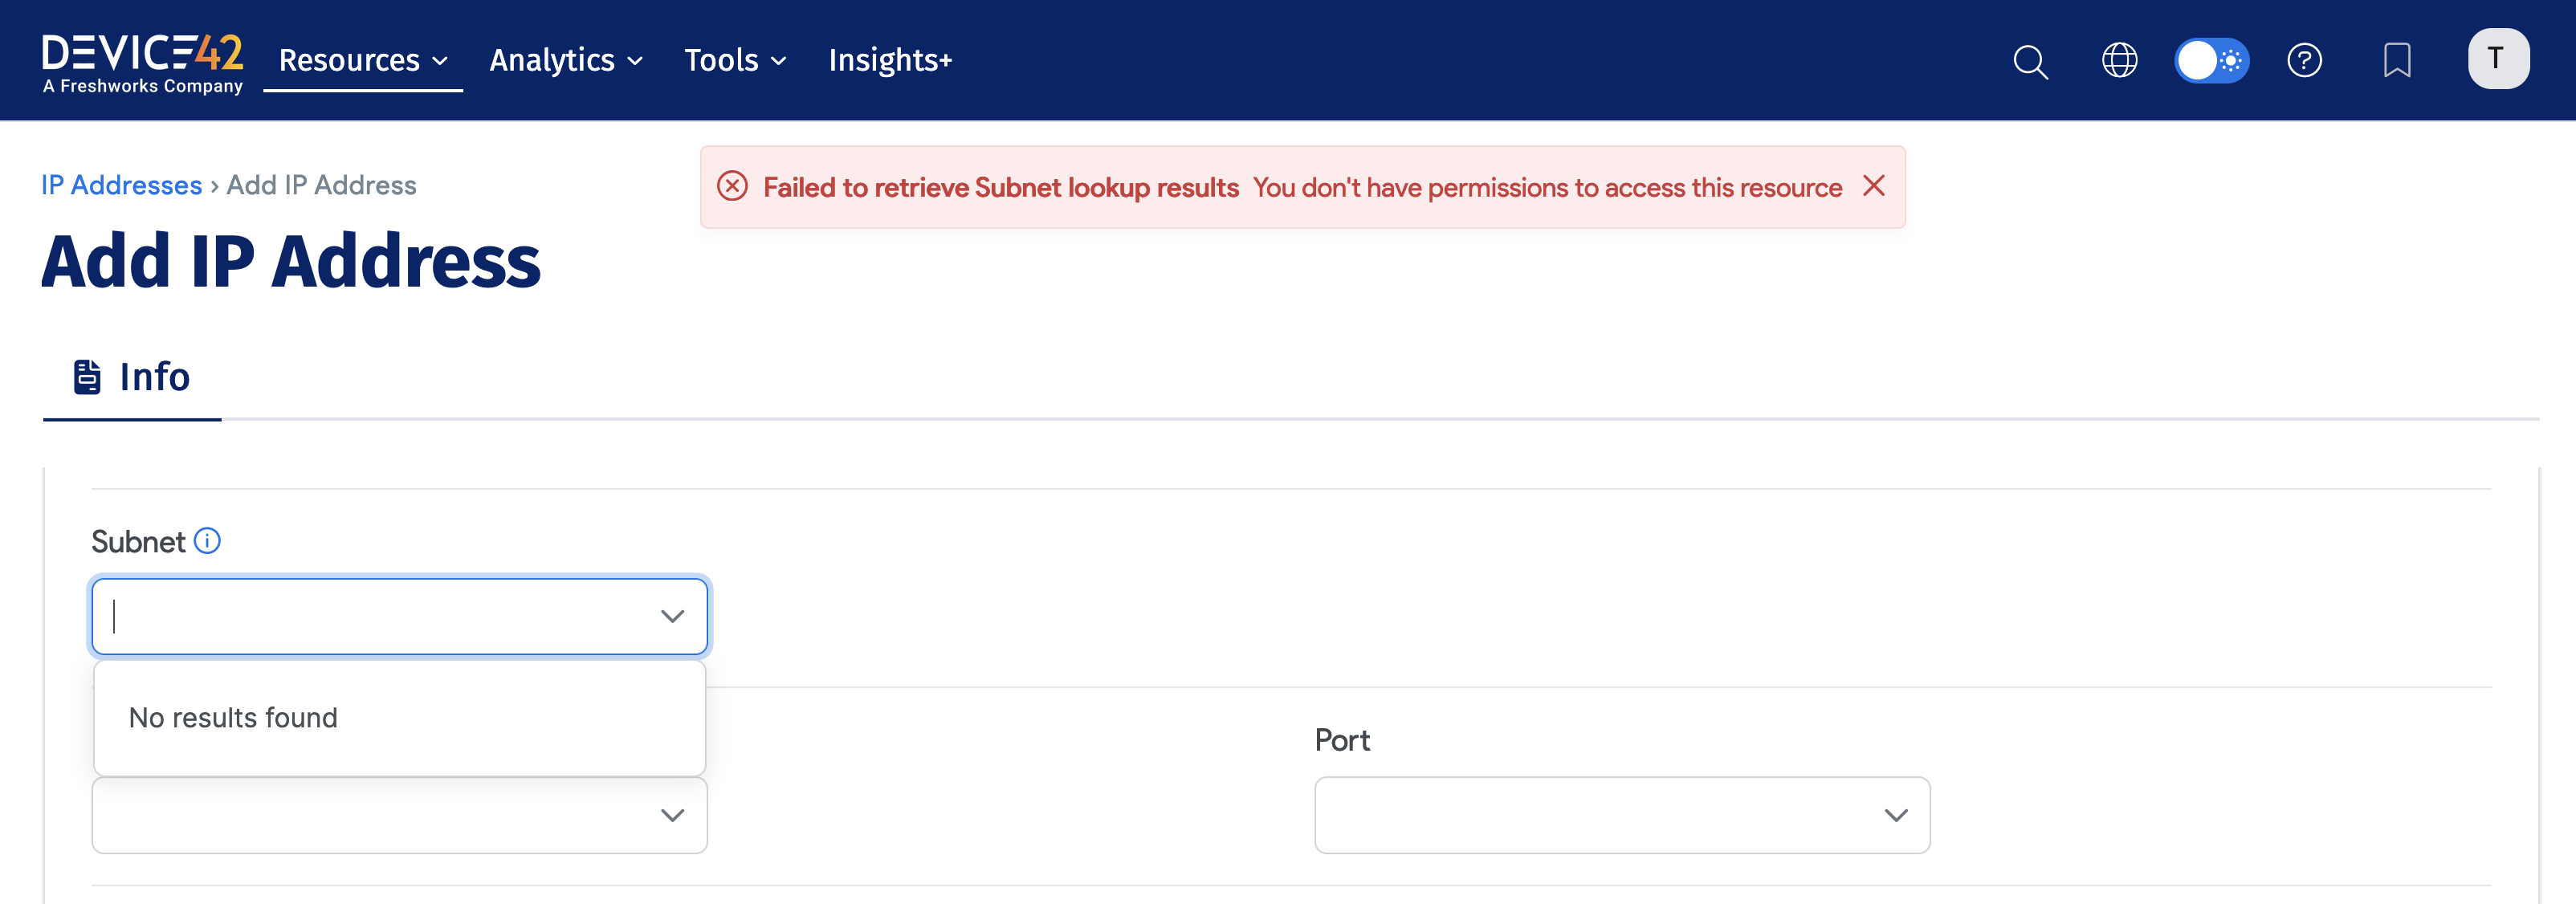 DEVICE42
A Freshworks Company
Resources
Analytics
Tools
Insights+
T
IP Addresses › Add IP Address
Failed to retrieve Subnet lookup results You don't have permissions to access this resource
Add IP Address
Info
Subnet
No results found
Port